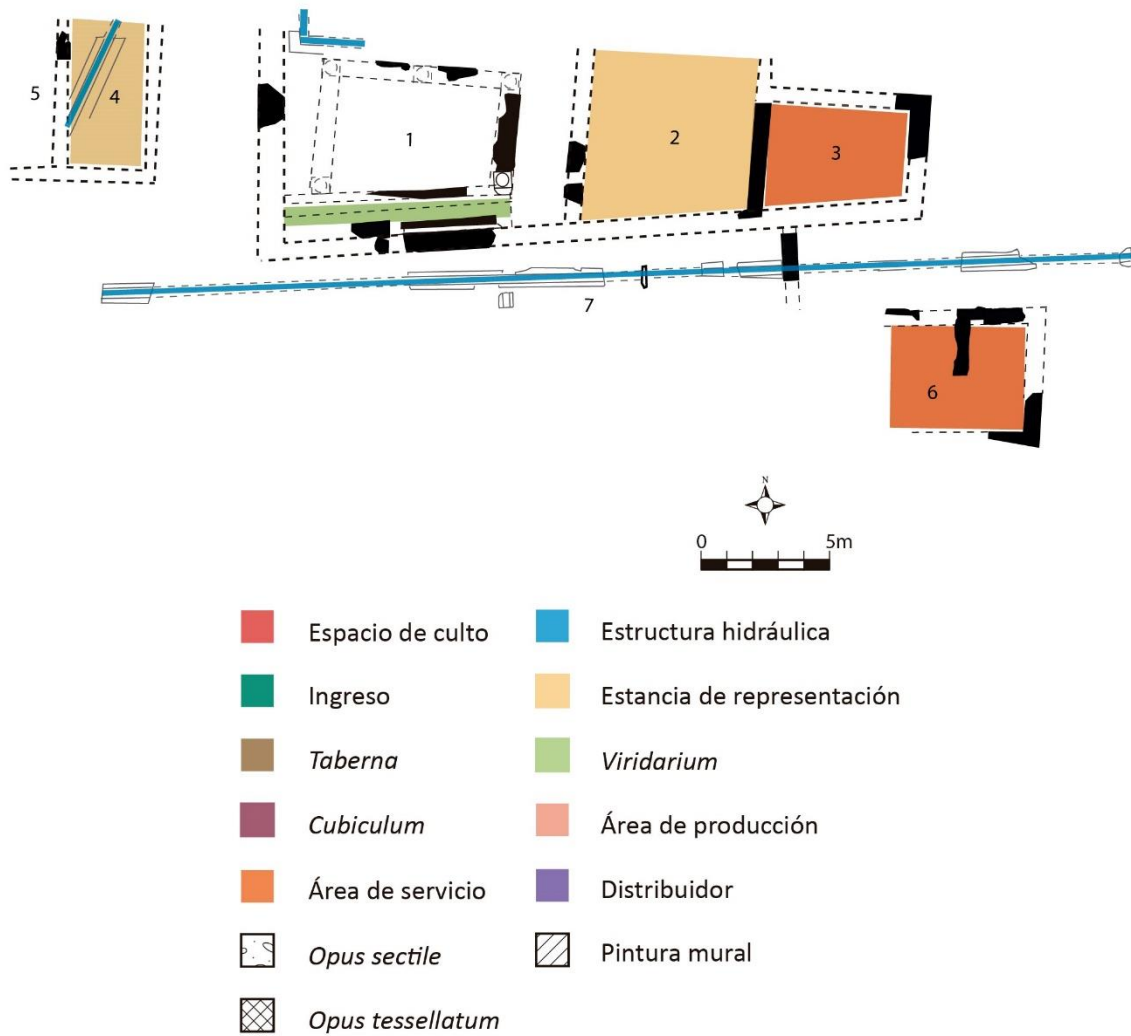 5
4
1
2
3
7
6
N
0 5m
Espacio de culto
Estructura hidráulica
Ingreso
Estancia de representación
Taberna
Viridarium
Cubiculum
Área de producción
Área de servicio
Distribuidor
Opus sectile
Pintura mural
Opus tessellatum